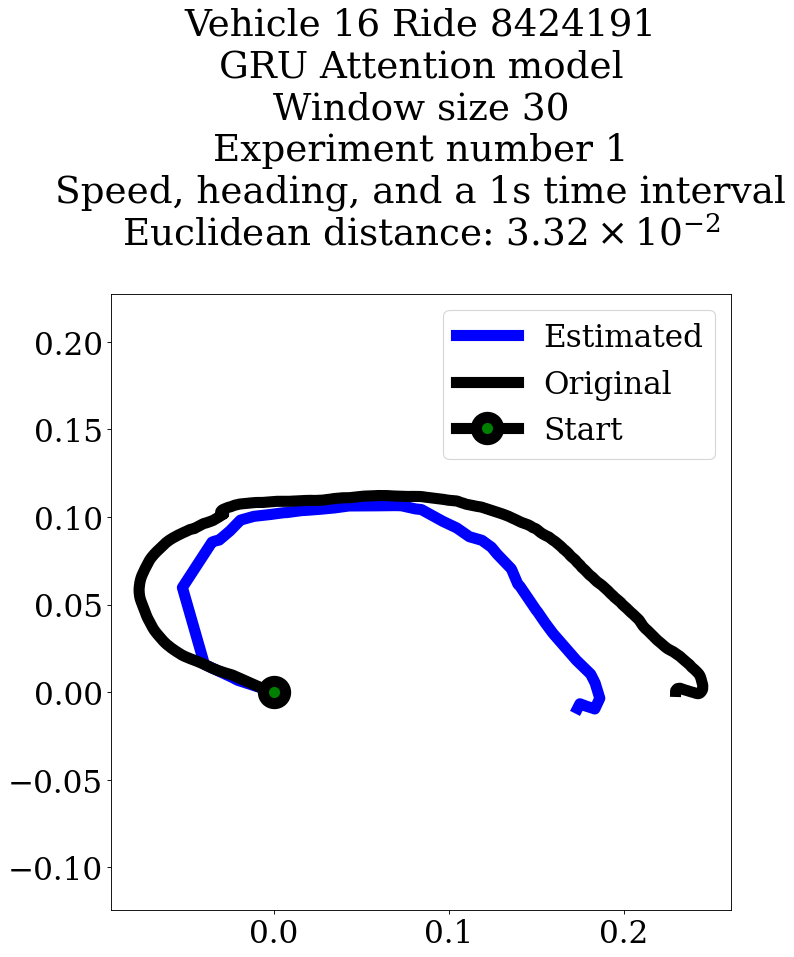 Vehicle 16 Ride 8424191
GRU Attention model
Window size 30
Experiment number 1
Speed, heading, and a 1s time interval
Euclidean distance: 3.32 × 10⁻²
Estimated
Original
Start
0.20
0.15
0.10
0.05
0.00
−0.05
−0.10
0.0 0.1 0.2